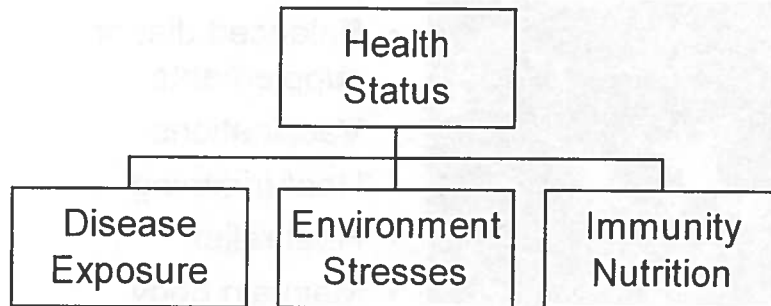 Health
Status
Disease
Exposure
Environment
Stresses
Immunity
Nutrition